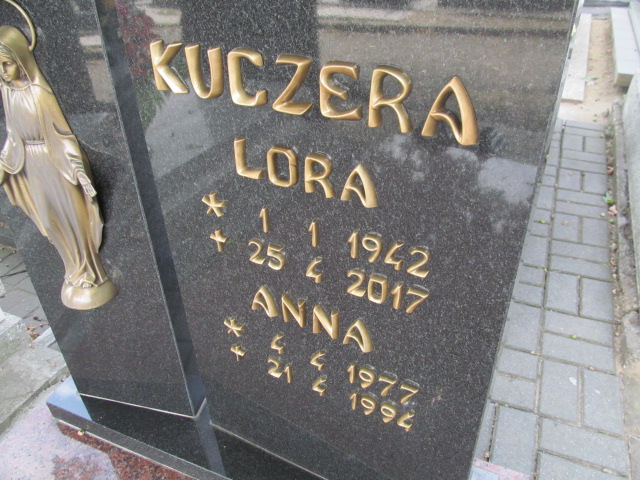 KUCZERA
LORA
* 1 1 1942
† 25 4 2017
ANNA
* 4 4 1977
† 21 4 1994